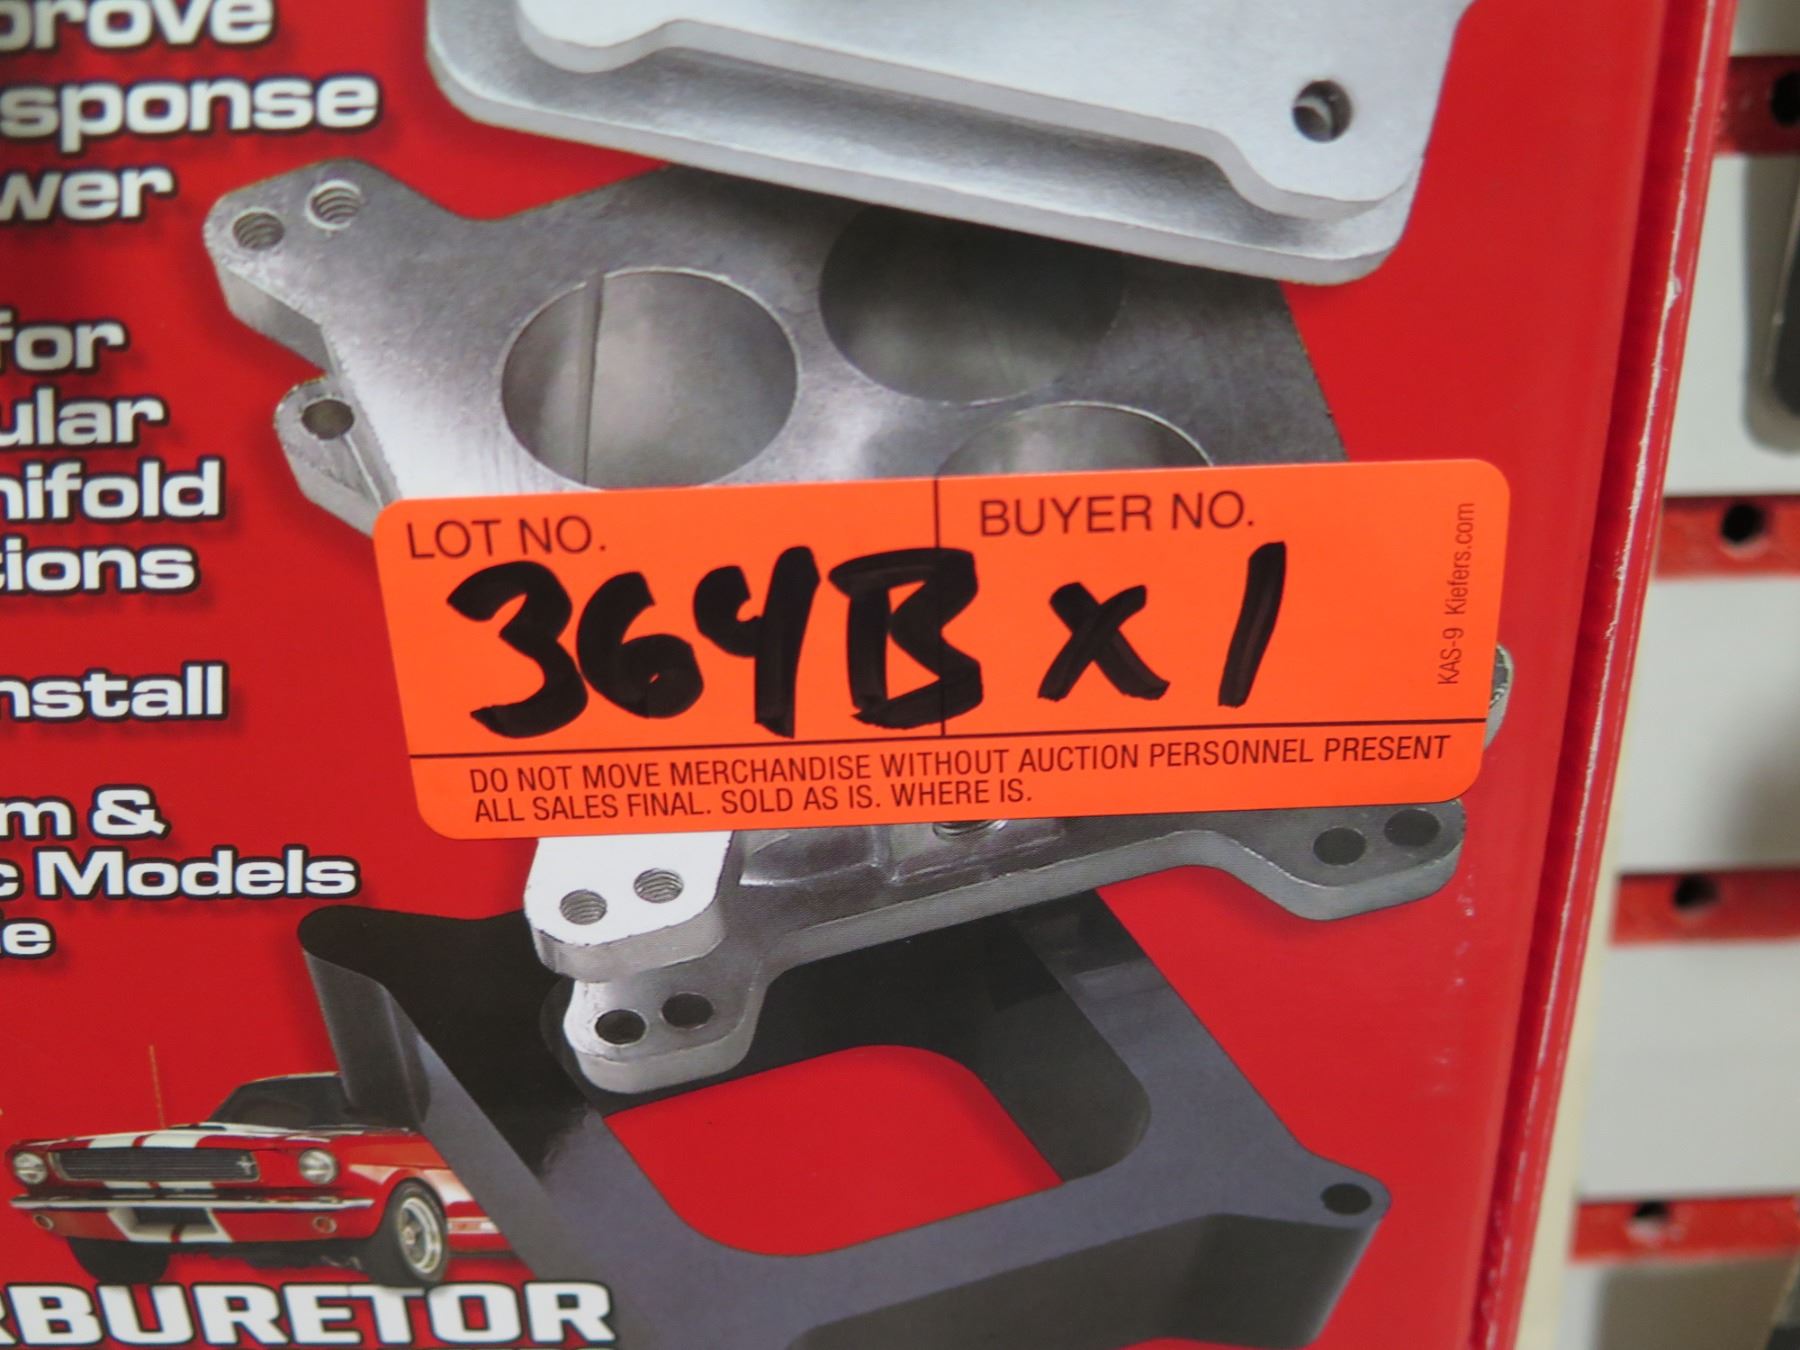 prove
sponse
wer
for
ular
nifold
tions
nstall
m &
c Models
e
RBURETOR
LOT NO.
BUYER NO.
364B x 1
KAS-9 Kiefers.com
DO NOT MOVE MERCHANDISE WITHOUT AUCTION PERSONNEL PRESENT
ALL SALES FINAL. SOLD AS IS. WHERE IS.